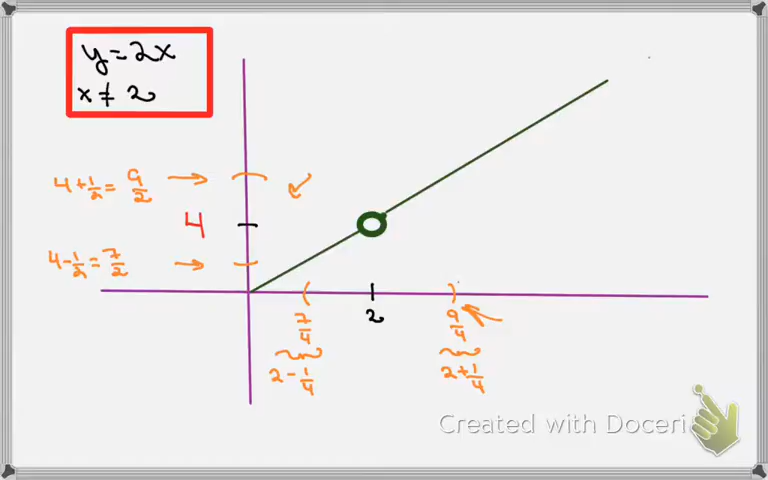 y=2x
x≠2
4+1/2=9/2
4
4-1/2=7/2
2
7/4
9/4
2-1/4
2+1/4
Created with Doceri